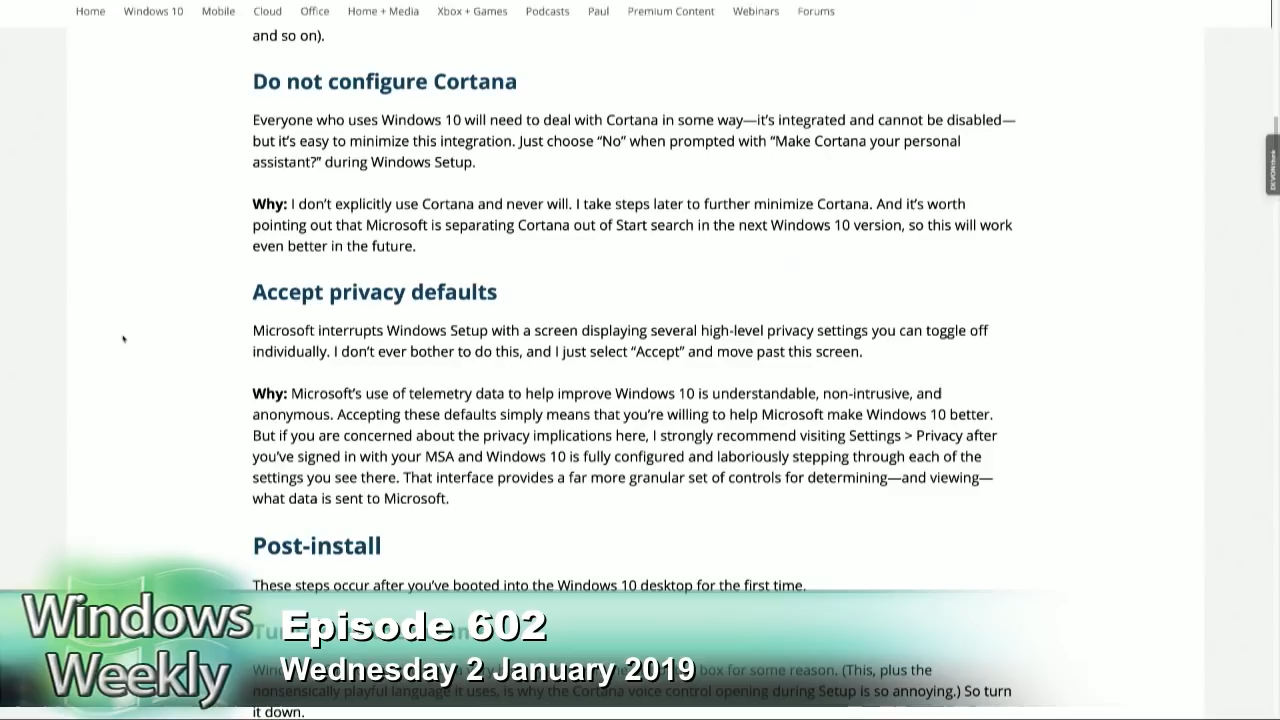 Home Windows 10 Mobile Cloud Office Home + Media Xbox + Games Podcasts Paul Premium Content Webinars Forums
and so on).
Do not configure Cortana
Everyone who uses Windows 10 will need to deal with Cortana in some way—it's integrated and cannot be disabled—
but it's easy to minimize this integration. Just choose “No” when prompted with “Make Cortana your personal
assistant?” during Windows Setup.
Why: I don't explicitly use Cortana and never will. I take steps later to further minimize Cortana. And it's worth
pointing out that Microsoft is separating Cortana out of Start search in the next Windows 10 version, so this will work
even better in the future.
Accept privacy defaults
Microsoft interrupts Windows Setup with a screen displaying several high-level privacy settings you can toggle off
individually. I don't ever bother to do this, and I just select “Accept” and move past this screen.
Why: Microsoft's use of telemetry data to help improve Windows 10 is understandable, non-intrusive, and
anonymous. Accepting these defaults simply means that you're willing to help Microsoft make Windows 10 better.
But if you are concerned about the privacy implications here, I strongly recommend visiting Settings > Privacy after
you've signed in with your MSA and Windows 10 is fully configured and laboriously stepping through each of the
settings you see there. That interface provides a far more granular set of controls for determining—and viewing—
what data is sent to Microsoft.
Post-install
These steps occur after you've booted into the Windows 10 desktop for the first time.
Windows
Weekly
Episode 602
Wednesday 2 January 2019
box for some reason. (This, plus the
nonsensically playful language it uses, is why the Cortana voice control opening during Setup is so annoying.) So turn
it down.